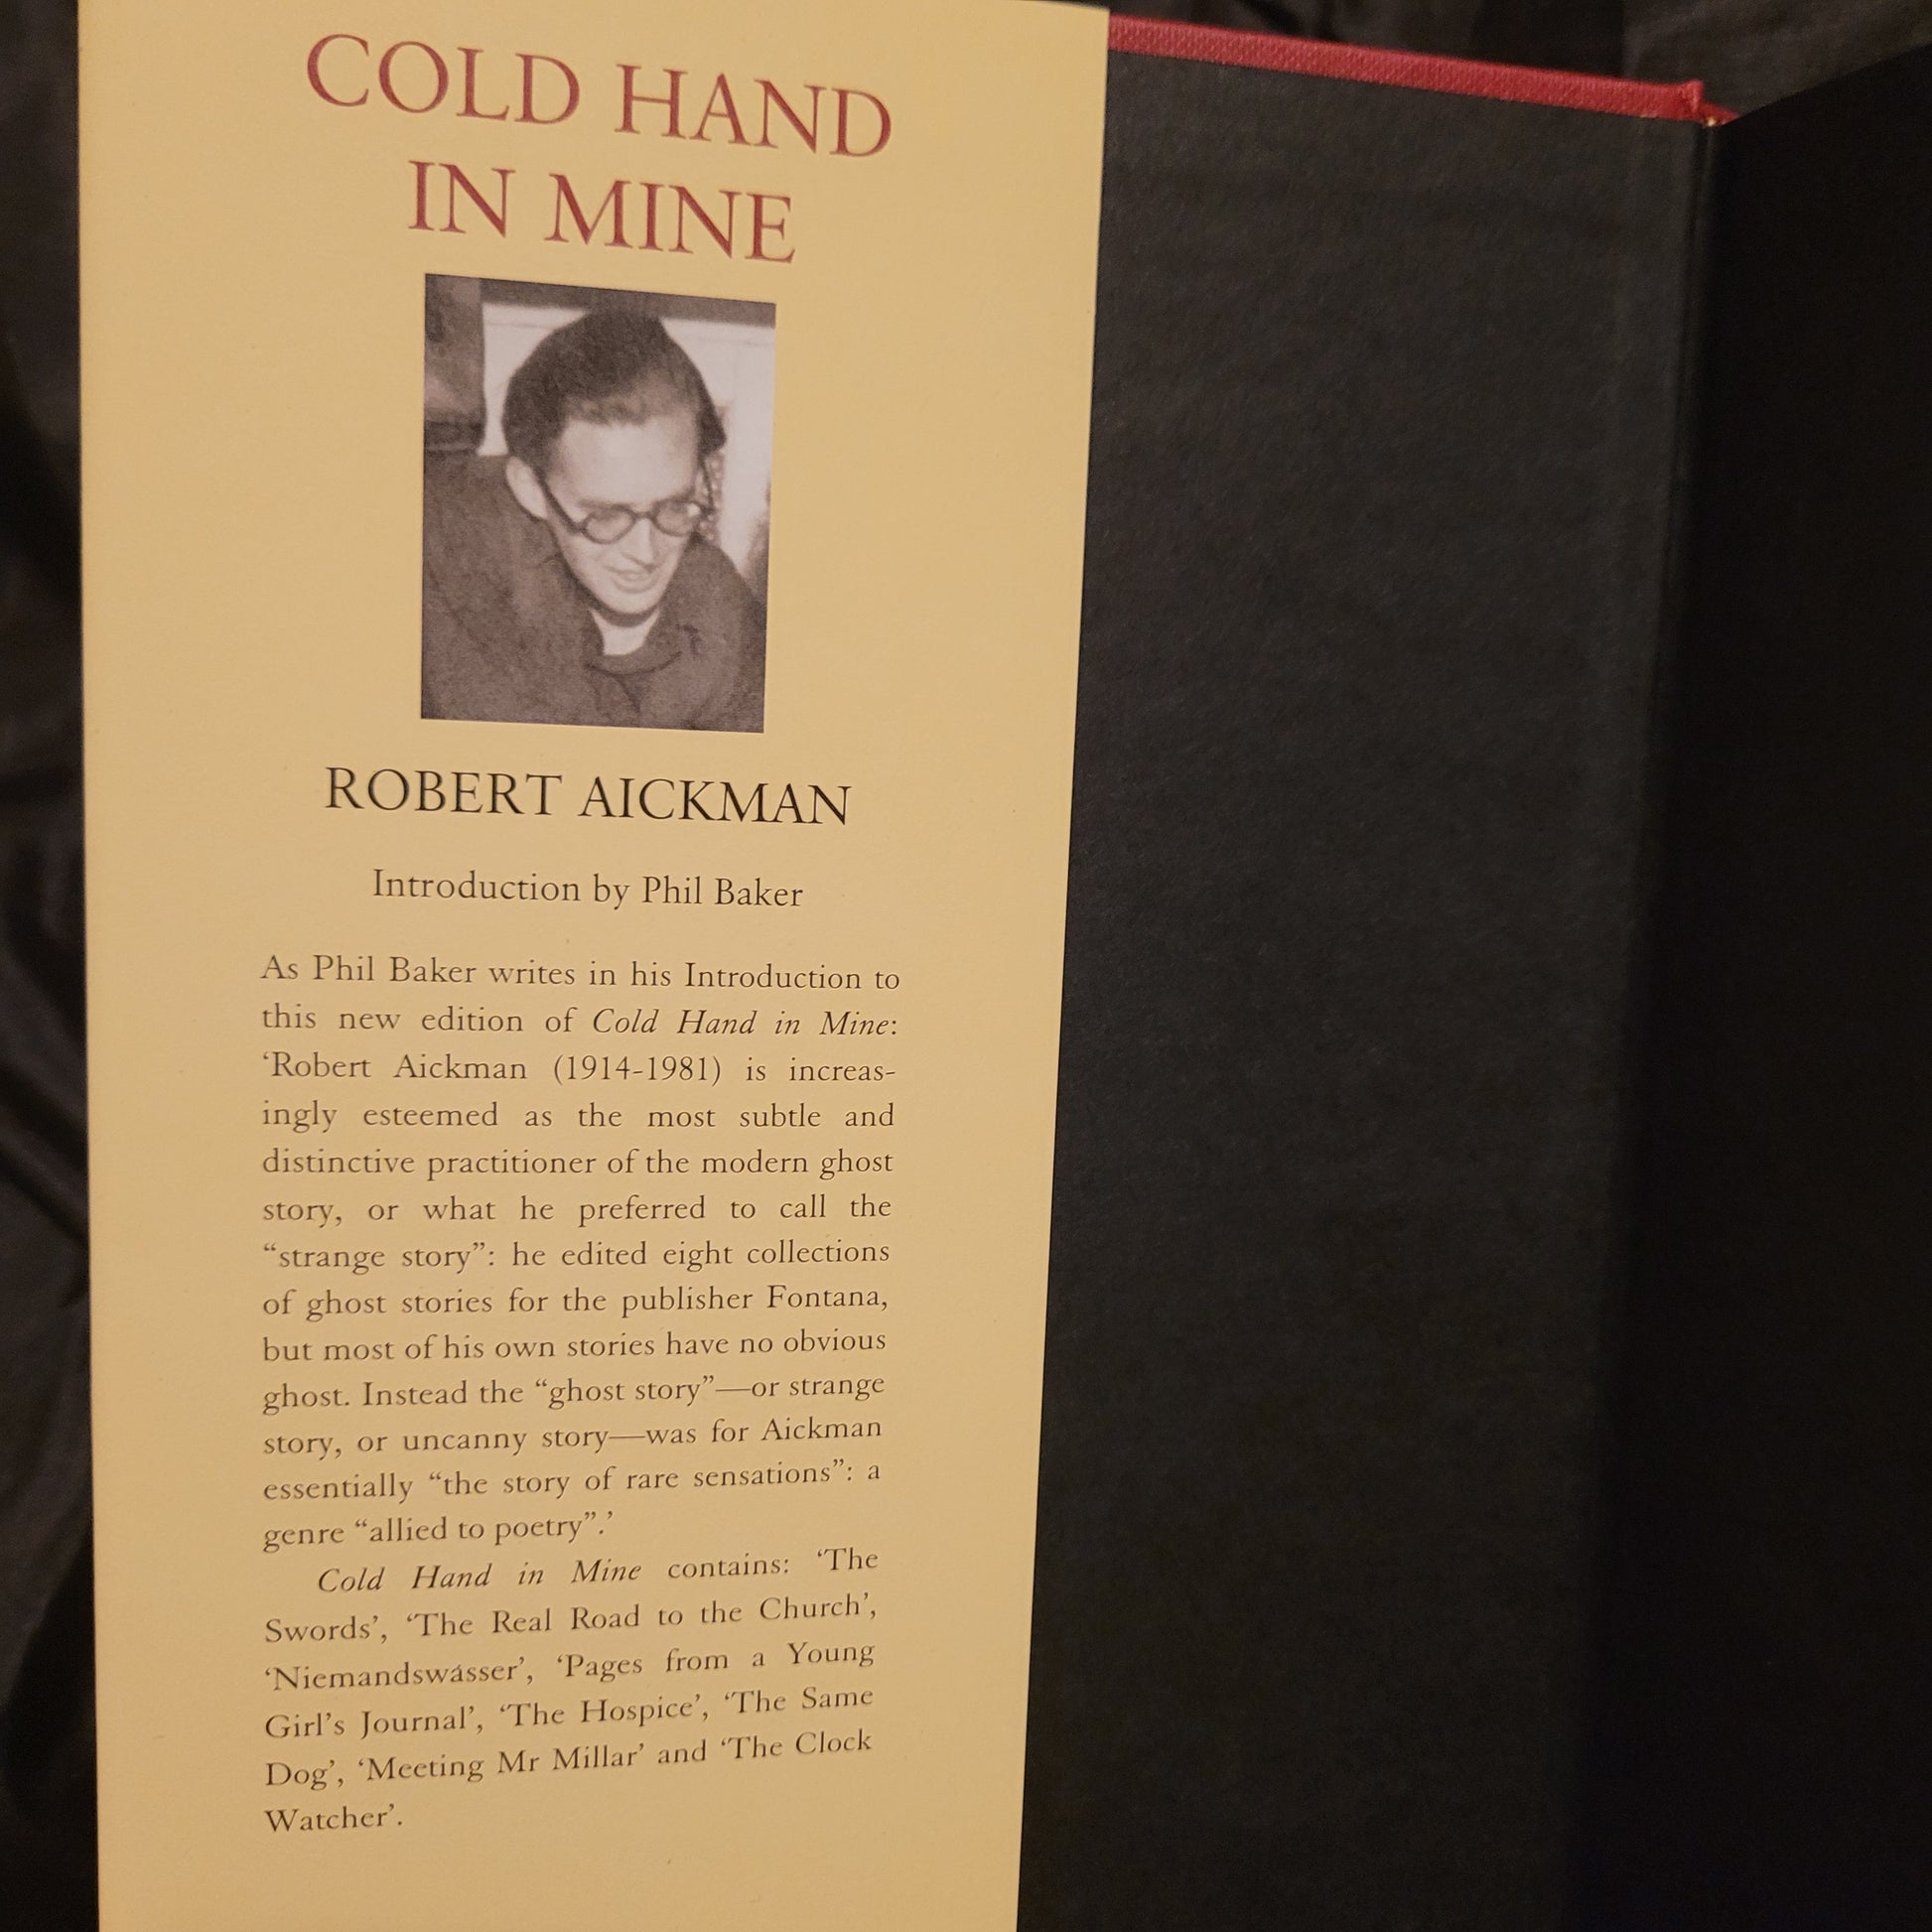 COLD HAND
IN MINE
ROBERT AICKMAN
Introduction by Phil Baker
As Phil Baker writes in his Introduction to
this new edition of Cold Hand in Mine:
‘Robert Aickman (1914-1981) is increas-
ingly esteemed as the most subtle and
distinctive practitioner of the modern ghost
story, or what he preferred to call the
“strange story”: he edited eight collections
of ghost stories for the publisher Fontana,
but most of his own stories have no obvious
ghost. Instead the “ghost story”—or strange
story, or uncanny story—was for Aickman
essentially “the story of rare sensations”: a
genre “allied to poetry”.’
Cold Hand in Mine contains: ‘The
Swords’, ‘The Real Road to the Church’,
‘Niemandswásser’, ‘Pages from a Young
Girl’s Journal’, ‘The Hospice’, ‘The Same
Dog’, ‘Meeting Mr Millar’ and ‘The Clock
Watcher’.